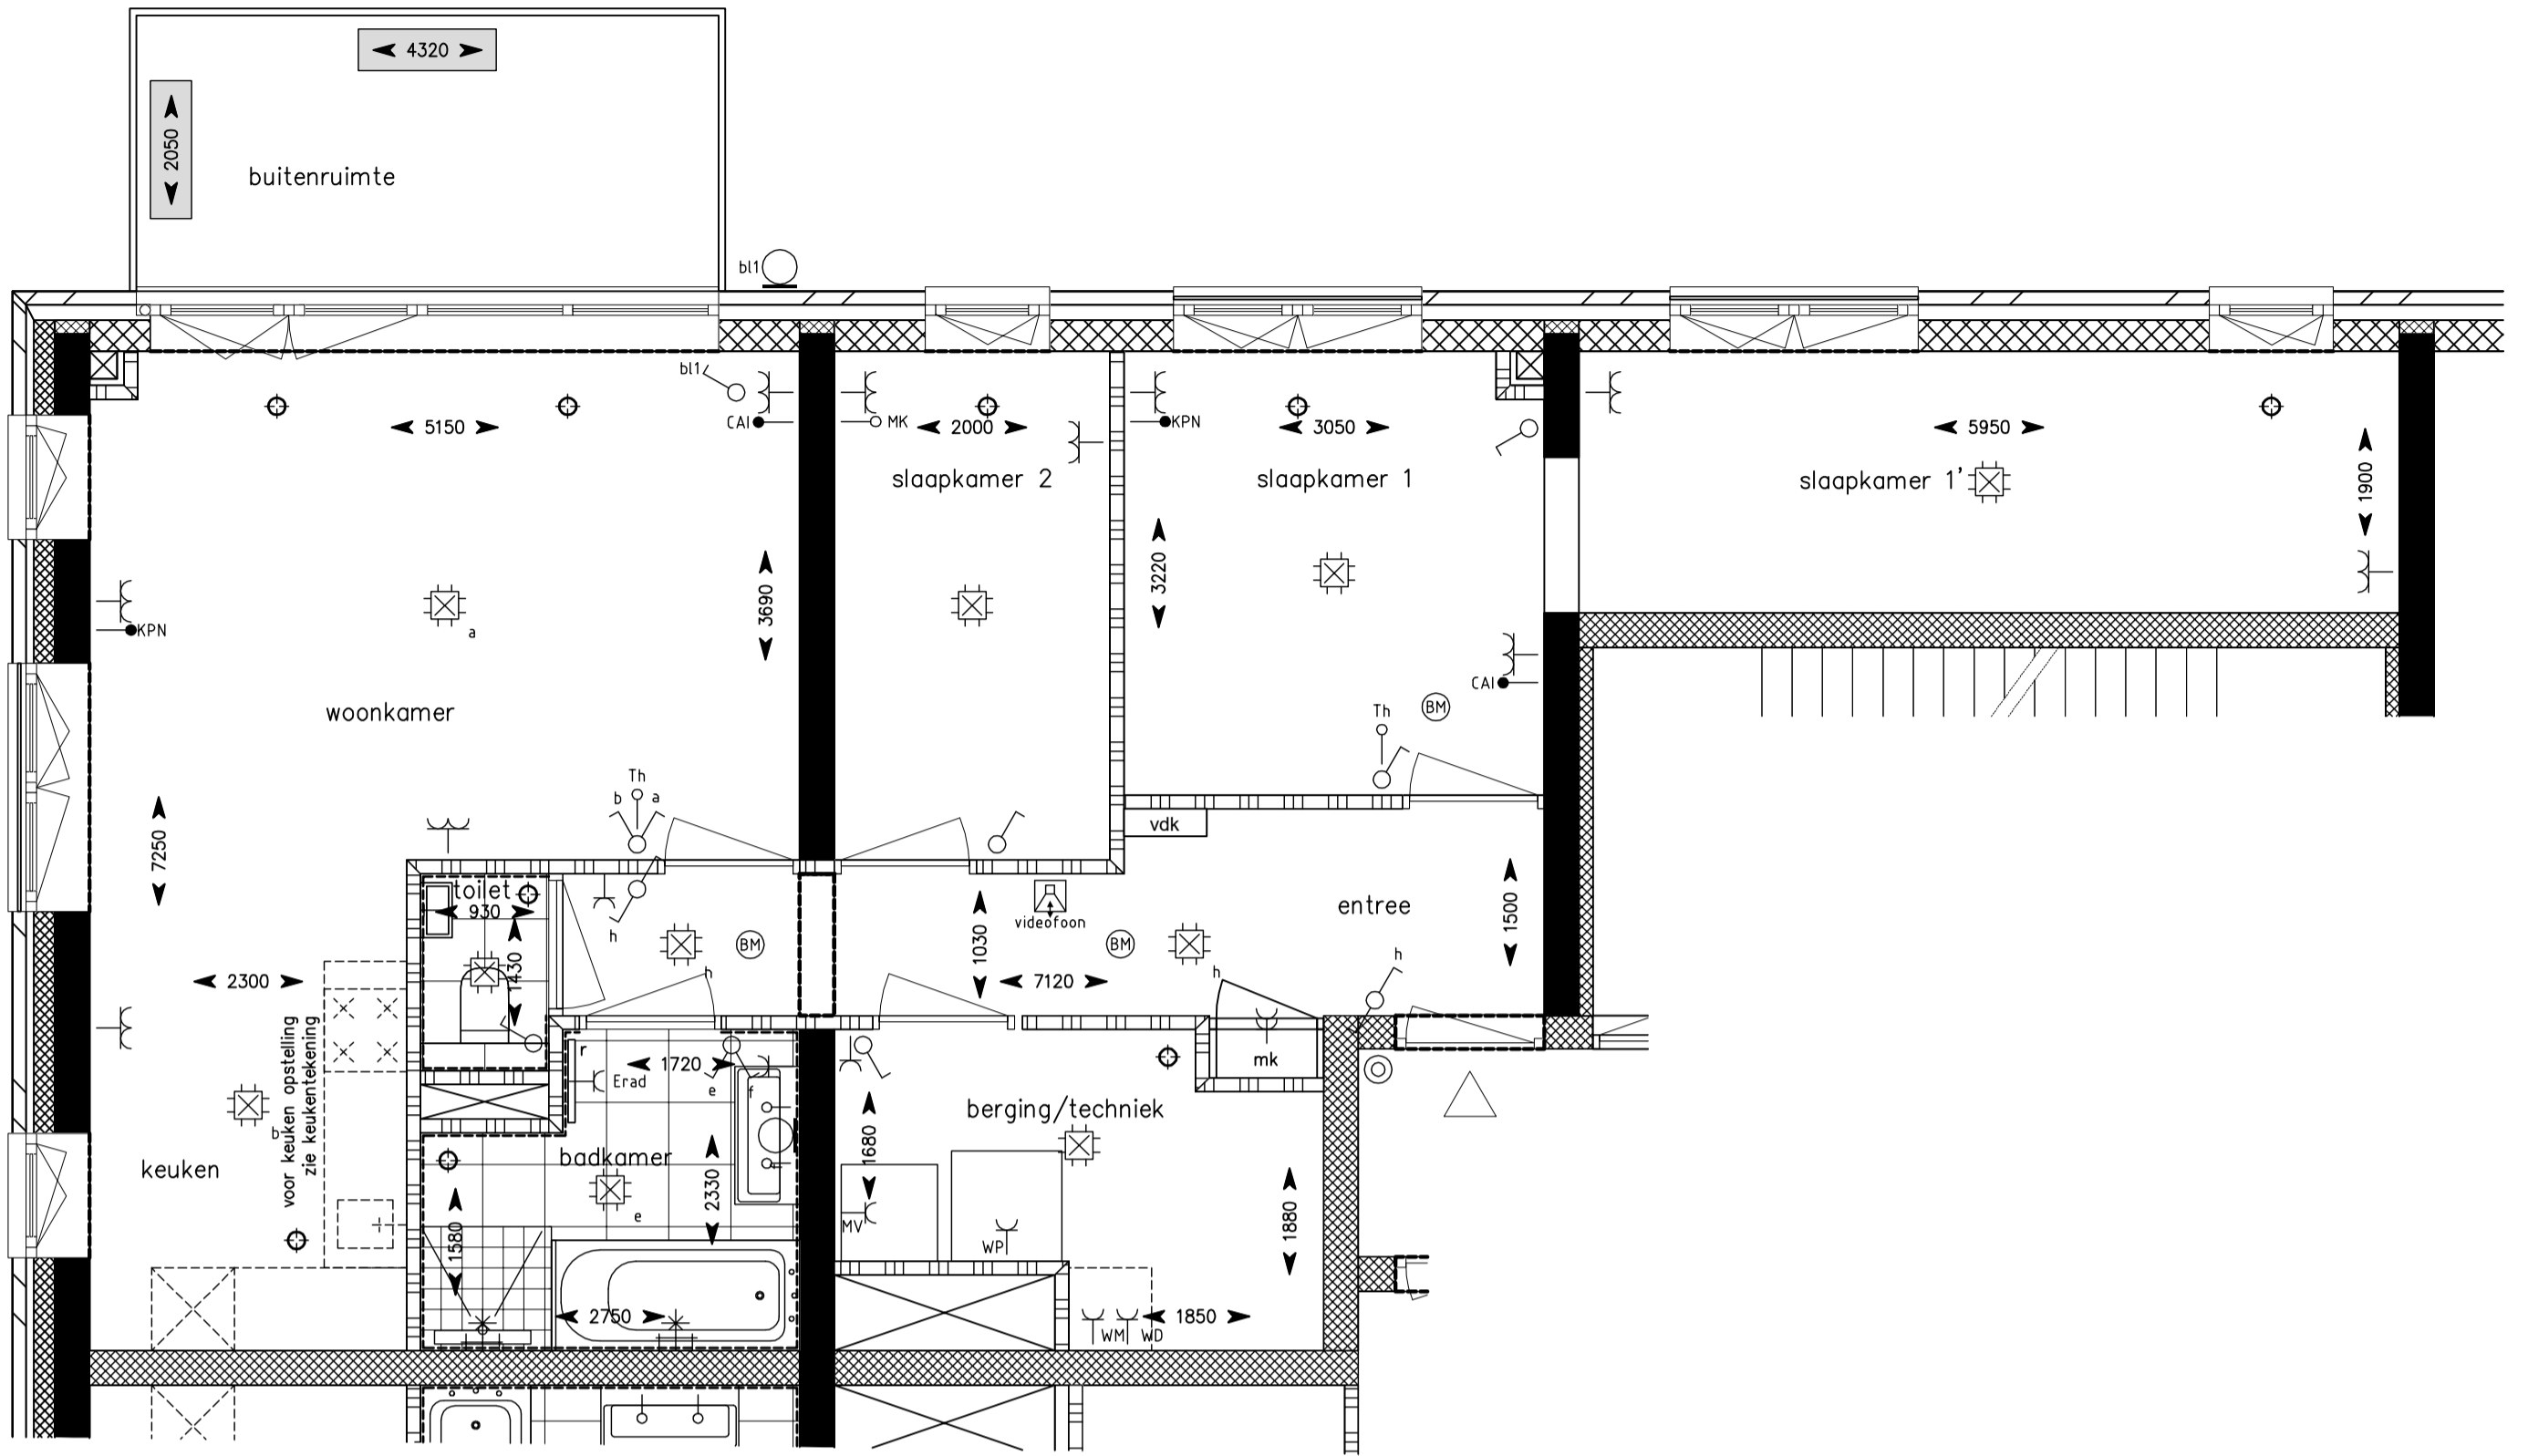 4320
2050
buitenruimte
bl1
bl1
5150
CAI
MK
2000
KPN
3050
5950
slaapkamer 2
slaapkamer 1
slaapkamer 1'
1900
3690
3220
KPN
a
CAI
woonkamer
Th
BM
Th
b
a
vdk
7250
toilet
930
h
1430
h
BM
1030
videofoon
BM
entree
1500
h
h
2300
7120
voor keuken opstelling
zie keukentekening
r
1720
Erad
e
f
mk
b
keuken
badkamer
2330
e
1580
1680
berging/techniek
MV
WP
1880
2750
WM
WD
1850